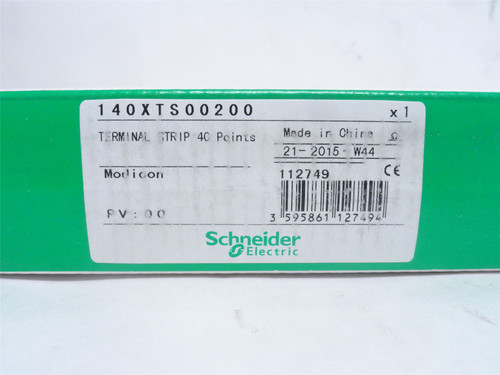 140XTS00200 x 1
TERMINAL STRIP 40 Points Made in China
21-2015-W44
Modicon 112749 CE
PV:00
3 595861 127494
Schneider
Electric